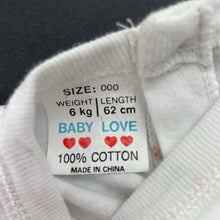 SIZE: 000
WEIGHT LENGTH
6 kg 62 cm
BABY LOVE
100% COTTON
MADE IN CHINA